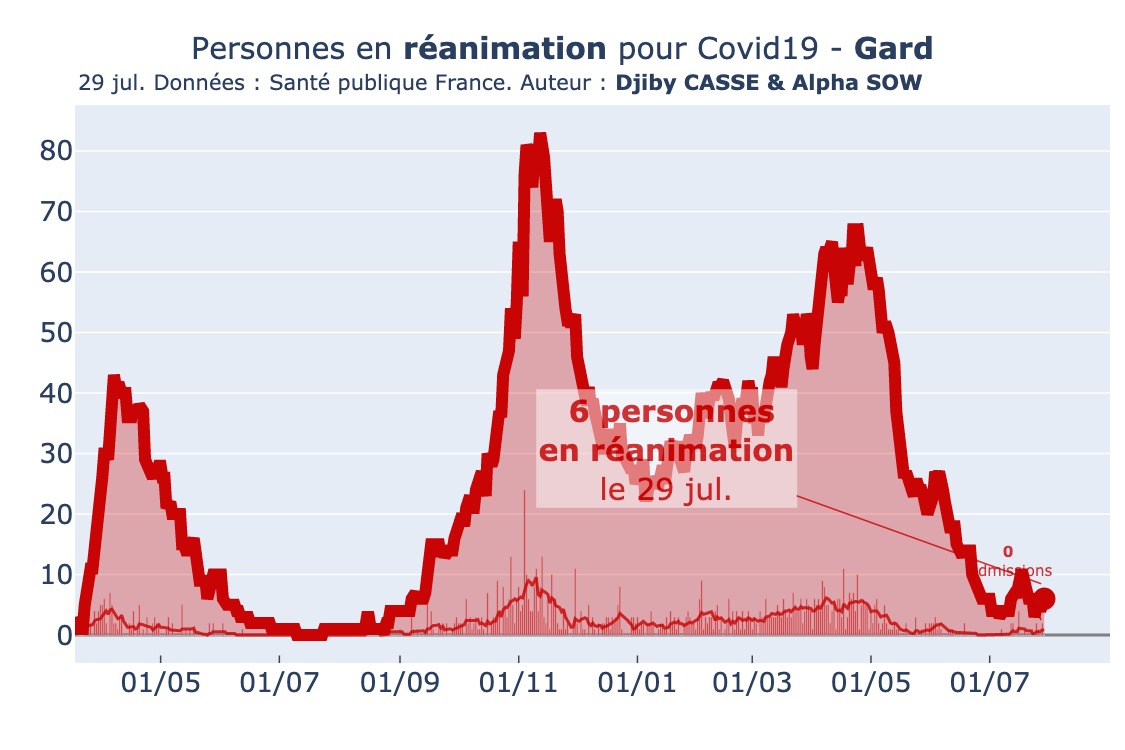 Personnes en réanimation pour Covid19 - Gard
29 jul. Données : Santé publique France. Auteur : Djiby CASSE & Alpha SOW
80
70
60
50
40
30
20
10
0
6 personnes
en réanimation
le 29 jul.
0
dmissions
01/05 01/07 01/09 01/11 01/01 01/03 01/05 01/07